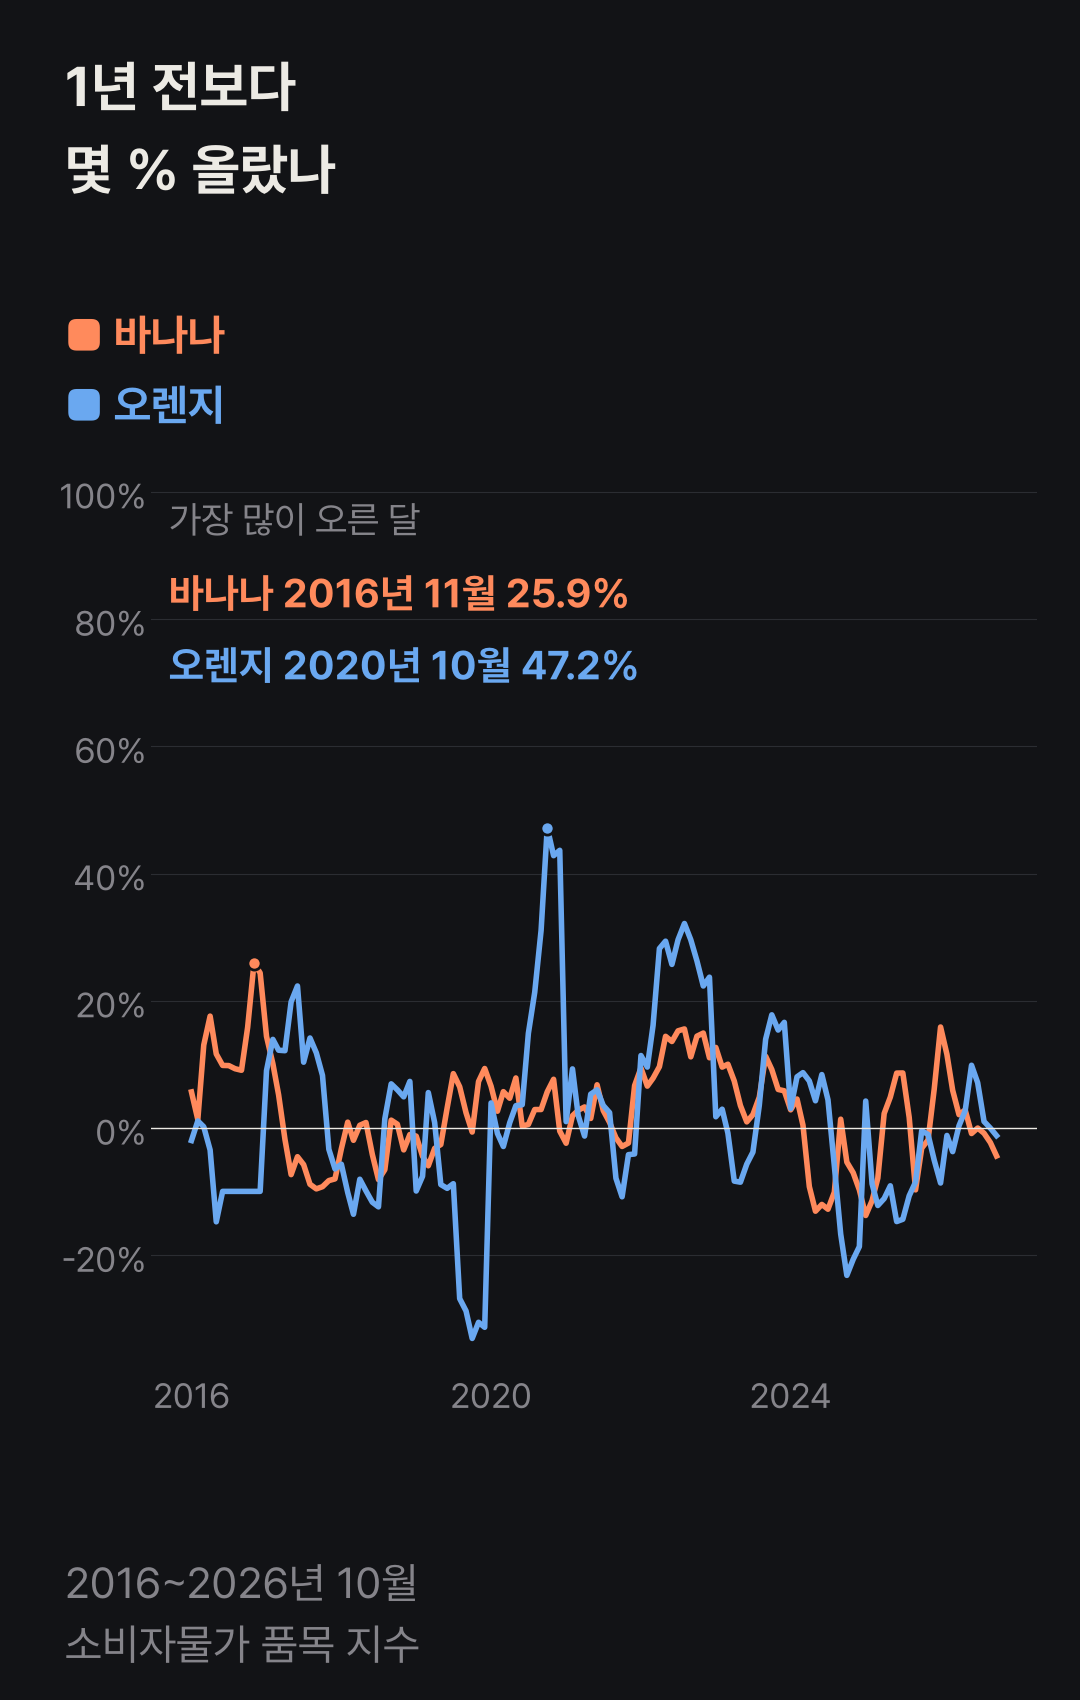 1년 전보다
몇 % 올랐나
바나나
오렌지
100%
가장 많이 오른 달
바나나 2016년 11월 25.9%
80%
오렌지 2020년 10월 47.2%
60%
40%
20%
0%
-20%
2016 2020 2024
2016~2026년 10월
소비자물가 품목 지수